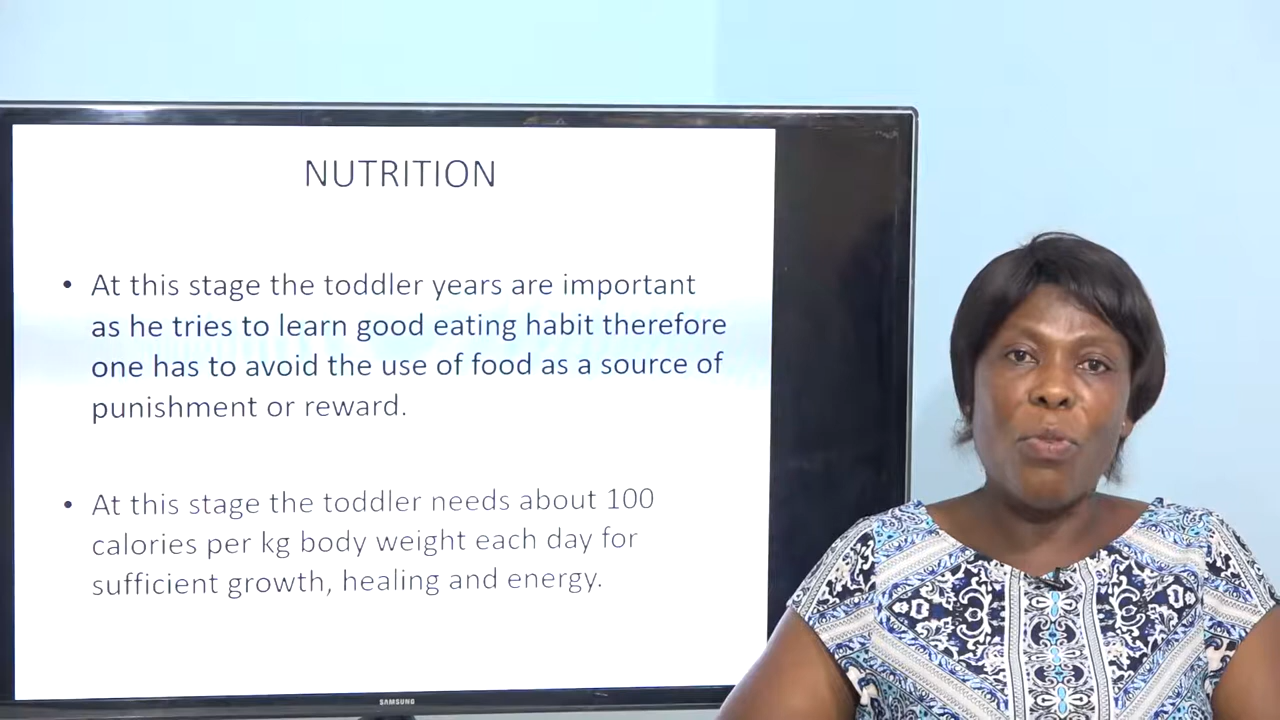 NUTRITION
• At this stage the toddler years are important
as he tries to learn good eating habit therefore
one has to avoid the use of food as a source of
punishment or reward.
• At this stage the toddler needs about 100
calories per kg body weight each day for
sufficient growth, healing and energy.
SAMSUNG